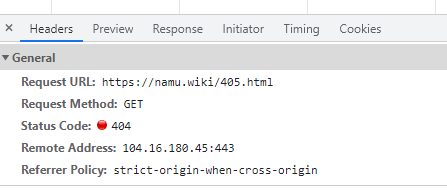 Headers Preview Response Initiator Timing Cookies
General
Request URL: https://namu.wiki/405.html
Request Method: GET
Status Code: 404
Remote Address: 104.16.180.45:443
Referrer Policy: strict-origin-when-cross-origin